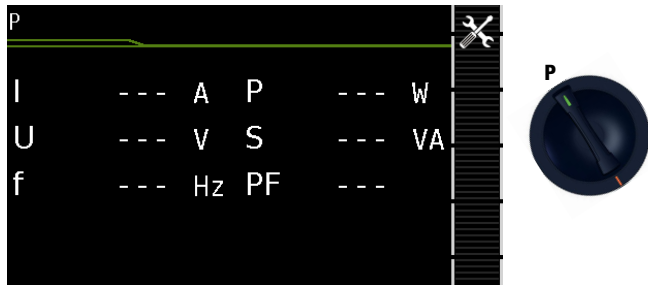 P
I --- A P --- W
U --- V S --- VA
f --- Hz PF ---
P